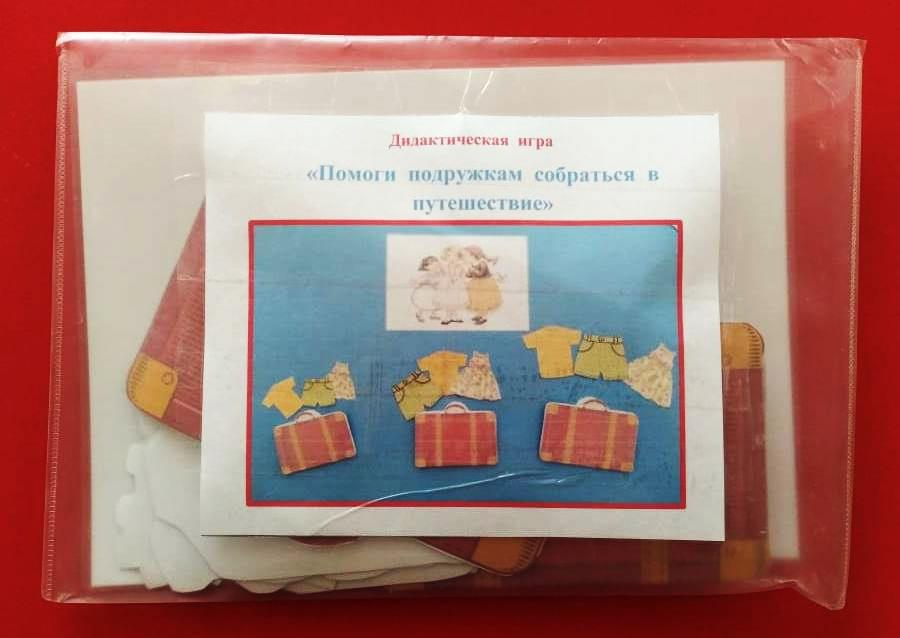 Дидактическая игра
«Помоги подружкам собраться в
путешествие»